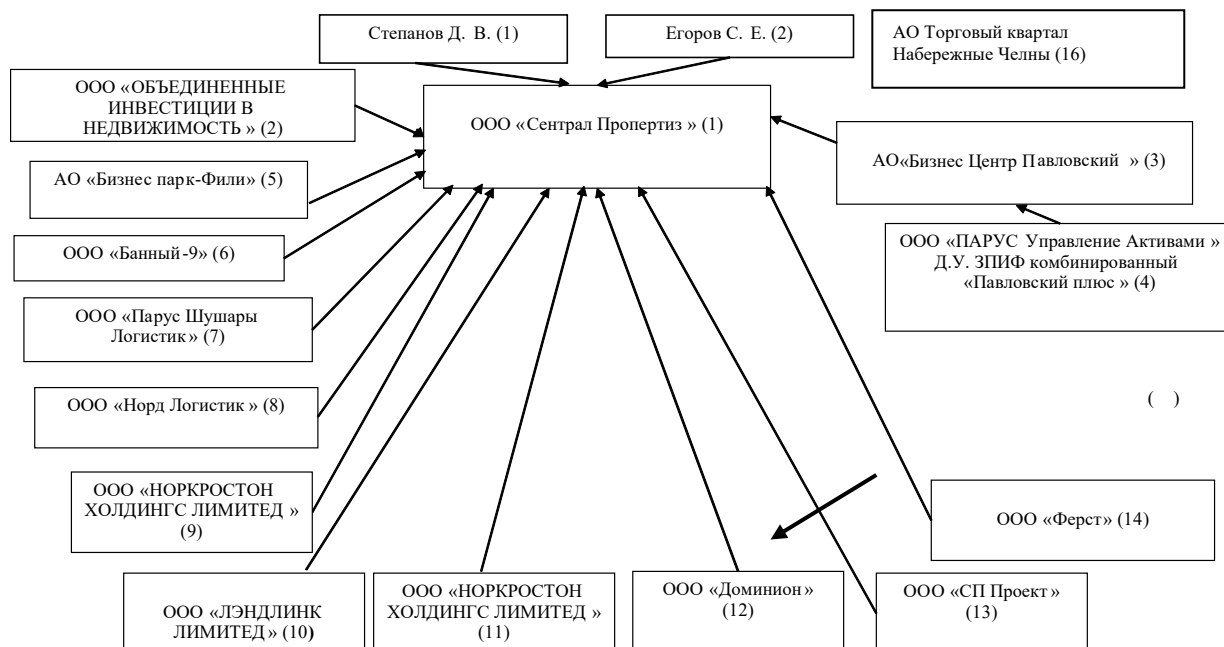 Степанов Д. В. (1)
Егоров С. Е. (2)
АО Торговый квартал
Набережные Челны (16)
ООО «ОБЪЕДИНЕННЫЕ
ИНВЕСТИЦИИ В
НЕДВИЖИМОСТЬ» (2)
ООО «Сентрал Пропертиз» (1)
АО«Бизнес Центр Павловский » (3)
АО «Бизнес парк-Фили» (5)
ООО «ПАРУС Управление Активами »
Д.У. ЗПИФ комбинированный
«Павловский плюс » (4)
ООО «Банный-9» (6)
ООО «Парус Шушары
Логистик» (7)
ООО «Норд Логистик» (8)
( )
ООО «НОРКРОСТОН
ХОЛДИНГС ЛИМИТЕД »
(9)
ООО «Ферст» (14)
ООО «ЛЭНДЛИНК
ЛИМИТЕД» (10)
ООО «НОРКРОСТОН
ХОЛДИНГС ЛИМИТЕД »
(11)
ООО «Доминион»
(12)
ООО «СП Проект»
(13)